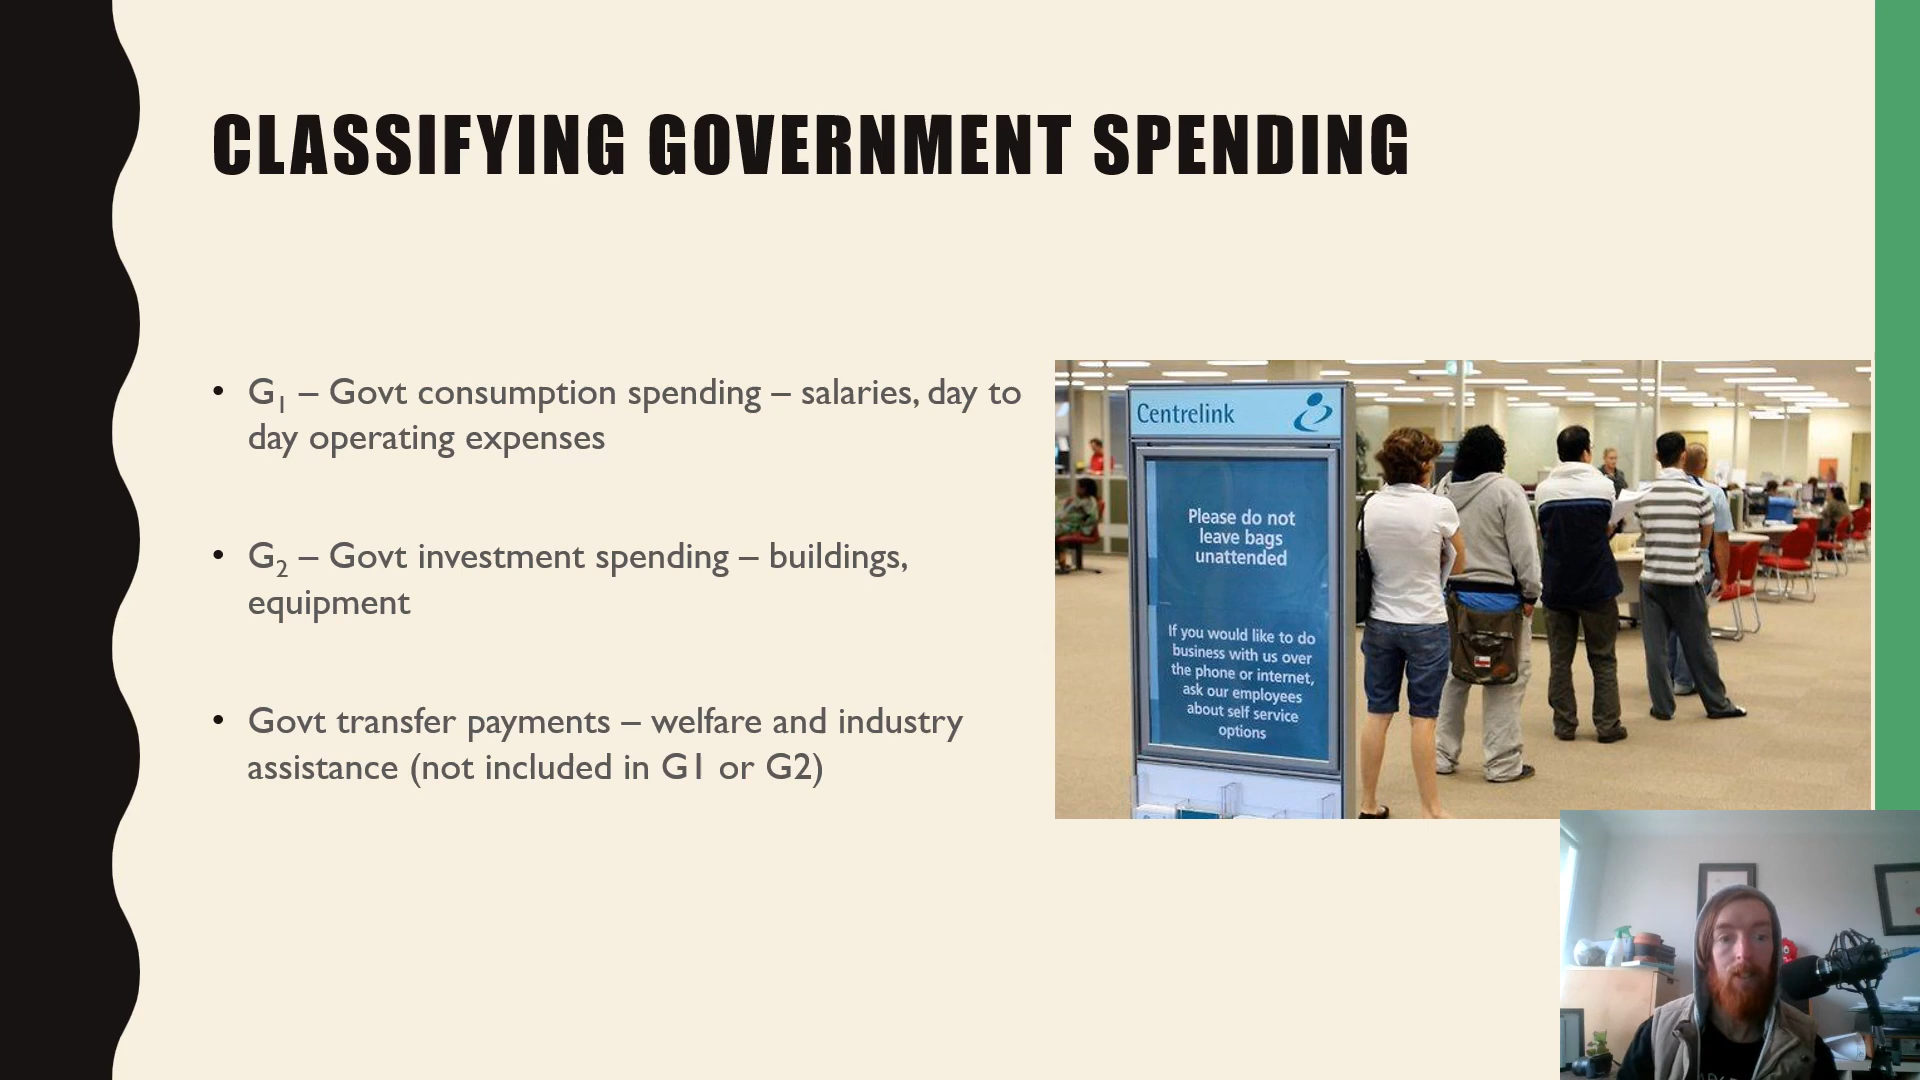 CLASSIFYING GOVERNMENT SPENDING
• G₁ – Govt consumption spending – salaries, day to
day operating expenses
• G₂ – Govt investment spending – buildings,
equipment
• Govt transfer payments – welfare and industry
assistance (not included in G1 or G2)
Centrelink
Please do not
leave bags
unattended
If you would like to do
business with us over
the phone or internet,
ask our employees
about self service
options